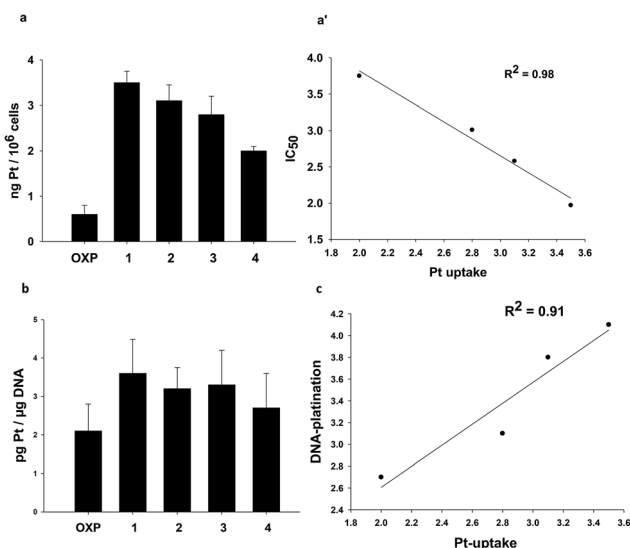 a
ng Pt / 10⁶ cells
4
3
2
1
0
OXP 1 2 3 4
a'
R² = 0.98
IC₅₀
4.0
3.5
3.0
2.5
2.0
1.5
1.8 2.0 2.2 2.4 2.6 2.8 3.0 3.2 3.4 3.6
Pt uptake
b
pg Pt / µg DNA
5
4
3
2
1
0
OXP 1 2 3 4
c
R² = 0.91
DNA-platination
4.2
4.0
3.8
3.6
3.4
3.2
3.0
2.8
2.6
2.4
1.8 2.0 2.2 2.4 2.6 2.8 3.0 3.2 3.4 3.6
Pt-uptake